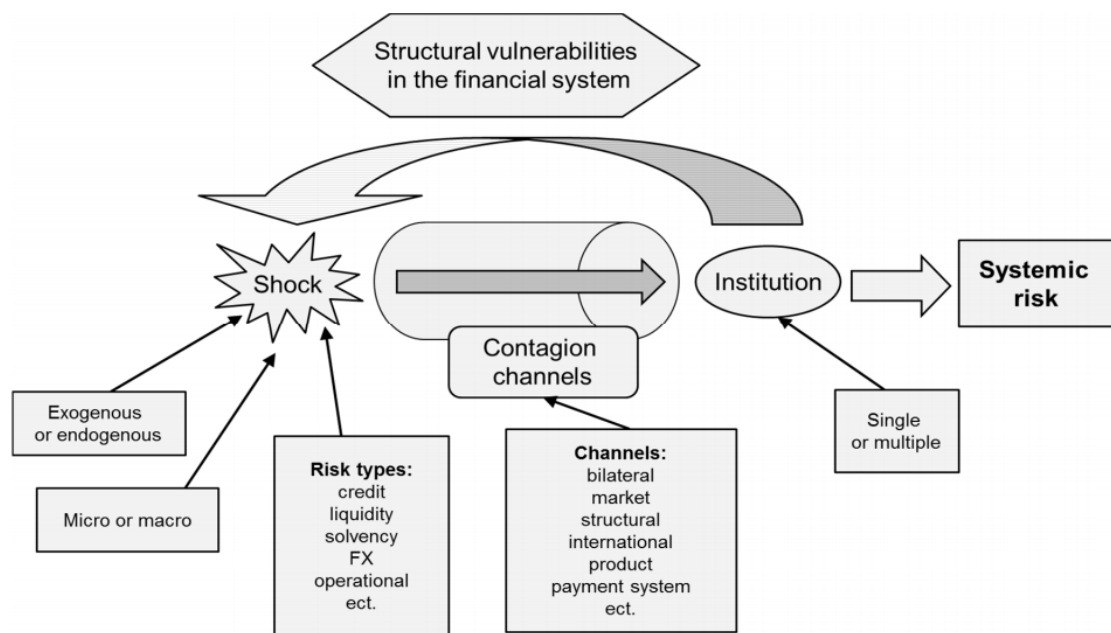 Structural vulnerabilities
in the financial system
Shock
Institution
Systemic
risk
Contagion
channels
Exogenous
or endogenous
Micro or macro
Risk types:
credit
liquidity
solvency
FX
operational
ect.
Channels:
bilateral
market
structural
international
product
payment system
ect.
Single
or multiple